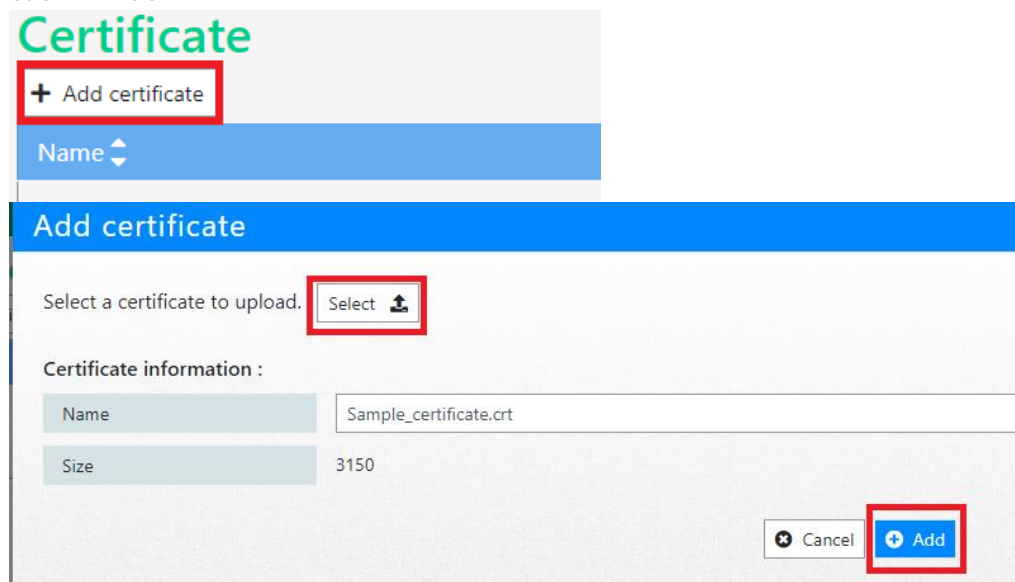 Certificate
+ Add certificate
Name
Add certificate
Select a certificate to upload. Select
Certificate information :
Name Sample_certificate.crt
Size 3150
Cancel Add